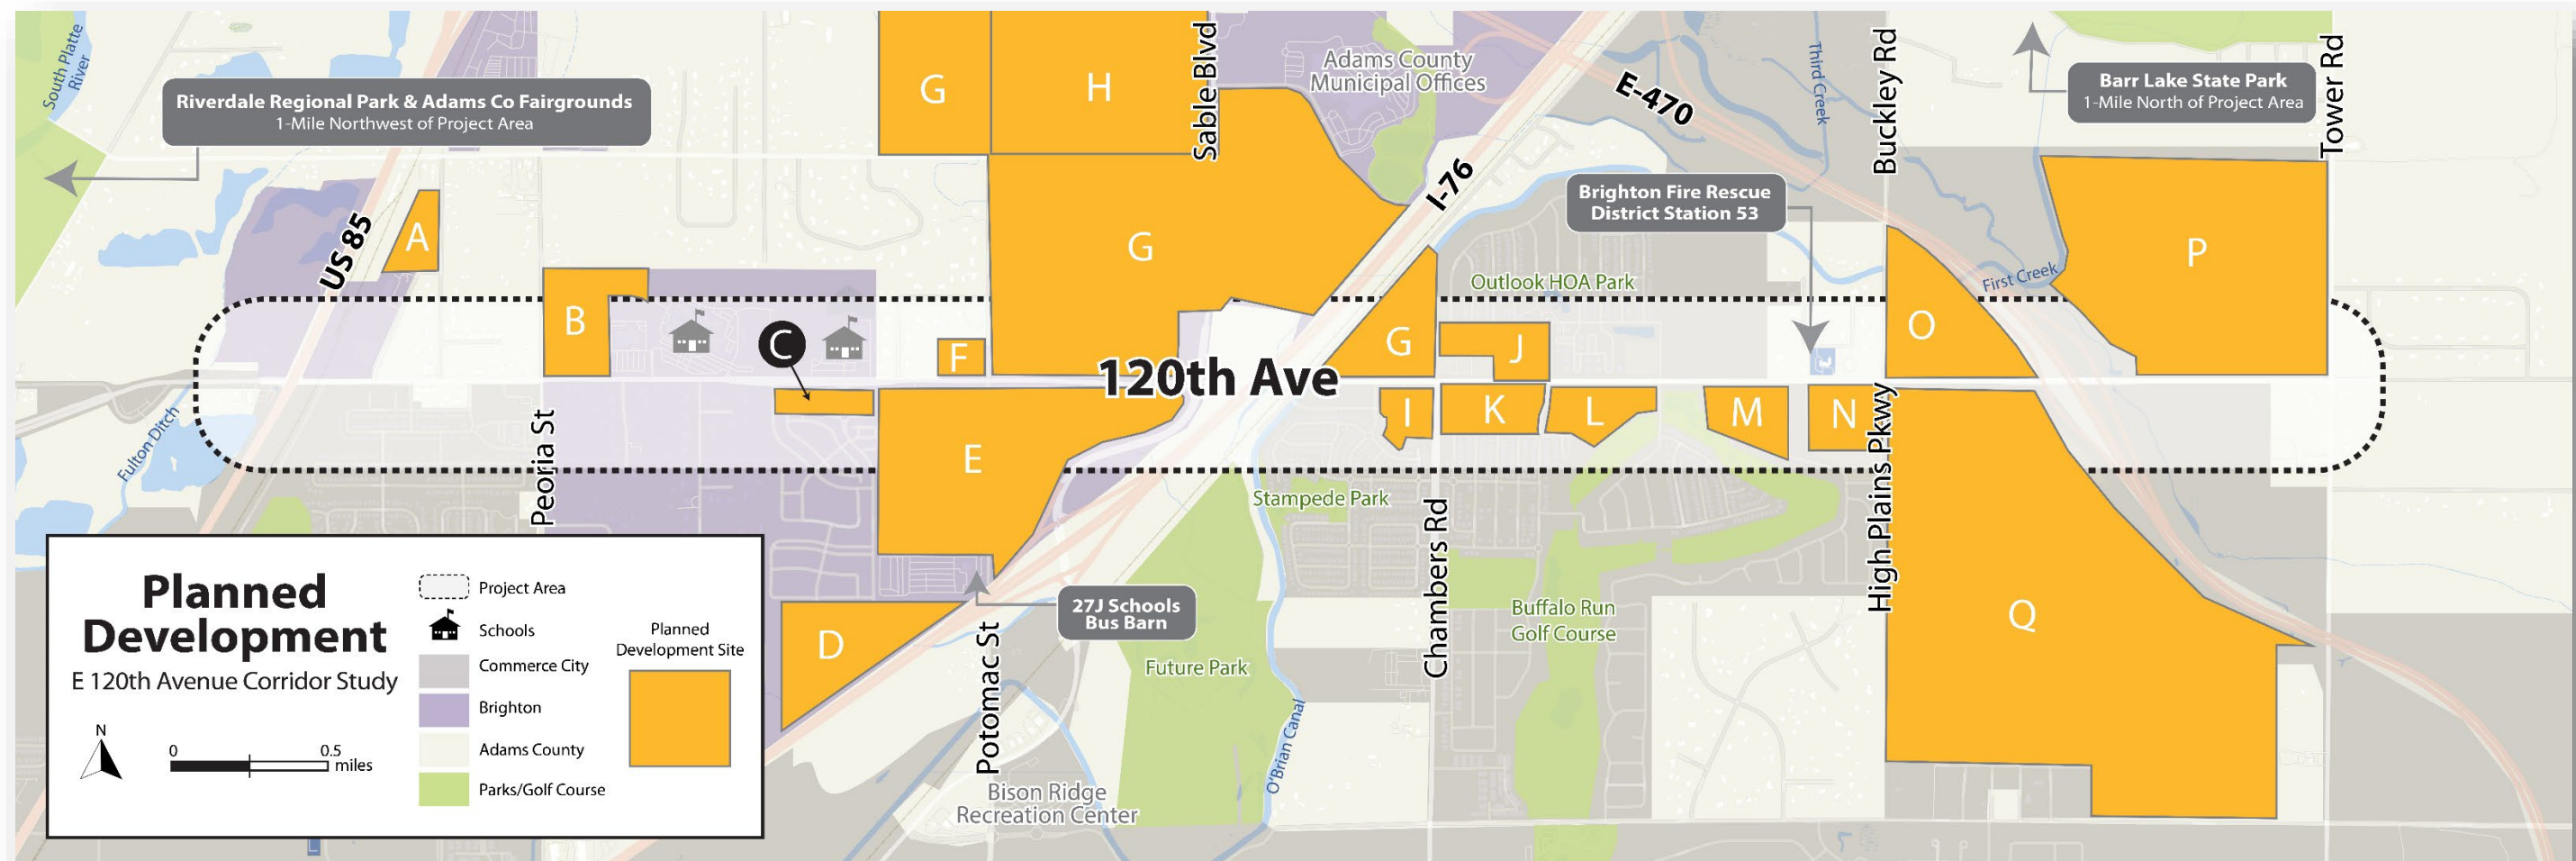 South Platte
River
Riverdale Regional Park & Adams Co Fairgrounds
1-Mile Northwest of Project Area
US 85
A
B
C
G
H
Sable Blvd
G
Adams County
Municipal Offices
I-76
E-470
Third Creek
Buckley Rd
Barr Lake State Park
1-Mile North of Project Area
Tower Rd
Brighton Fire Rescue
District Station 53
Outlook HOA Park
First Creek
P
O
F
120th Ave
G
J
E
I
K
L
M
N
High Plains Pkwy
Fulton Ditch
Peoria St
Stampede Park
Chambers Rd
27J Schools
Bus Barn
Buffalo Run
Golf Course
Q
D
Potomac St
Future Park
O'Brian Canal
Bison Ridge
Recreation Center
Planned
Development
E 120th Avenue Corridor Study
N
0
0.5
miles
Project Area
Schools
Commerce City
Brighton
Adams County
Parks/Golf Course
Planned
Development Site